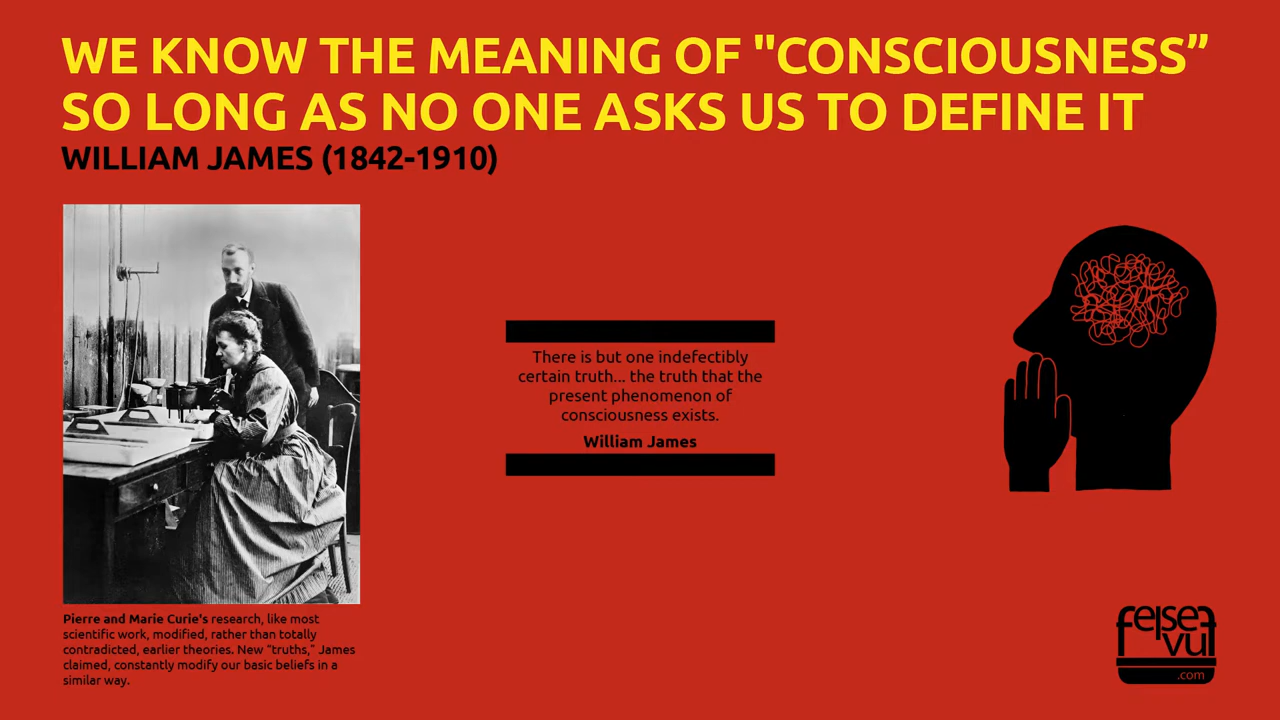 WE KNOW THE MEANING OF "CONSCIOUSNESS”
SO LONG AS NO ONE ASKS US TO DEFINE IT
WILLIAM JAMES (1842-1910)
There is but one indefectibly
certain truth... the truth that the
present phenomenon of
consciousness exists.
William James
Pierre and Marie Curie's research, like most
scientific work, modified, rather than totally
contradicted, earlier theories. New "truths," James
claimed, constantly modify our basic beliefs in a
similar way.
felsefe
vul
.com